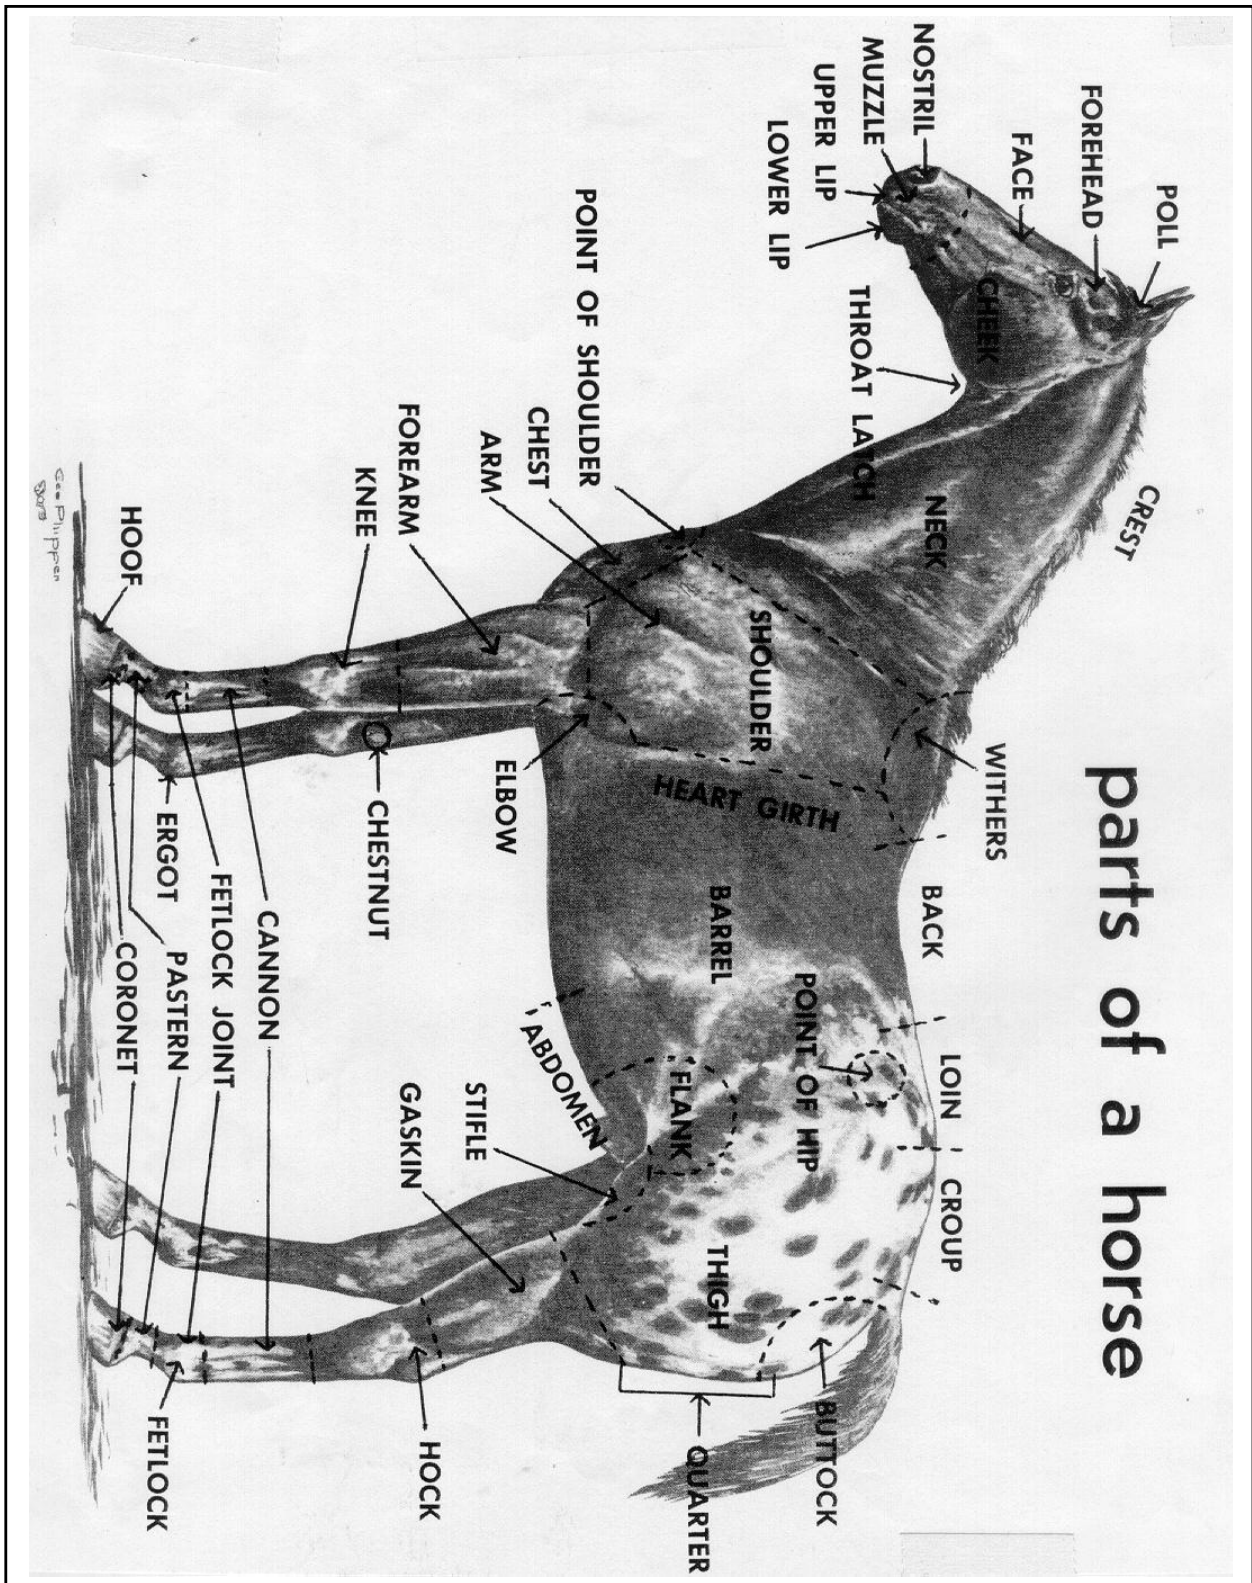 parts of a horse
POLL
FOREHEAD
FACE
NOSTRIL
MUZZLE
UPPER LIP
LOWER LIP
CHEEK
THROAT LATCH
CREST
NECK
WITHERS
BACK
LOIN
CROUP
POINT OF SHOULDER
SHOULDER
CHEST
ARM
HEART GIRTH
BARREL
POINT OF HIP
FLANK
THIGH
BUTTOCK
QUARTER
FOREARM
KNEE
ELBOW
ABDOMEN
STIFLE
GASKIN
HOCK
CHESTNUT
HOOF
ERGOT
CANNON
FETLOCK JOINT
PASTERN
CORONET
FETLOCK